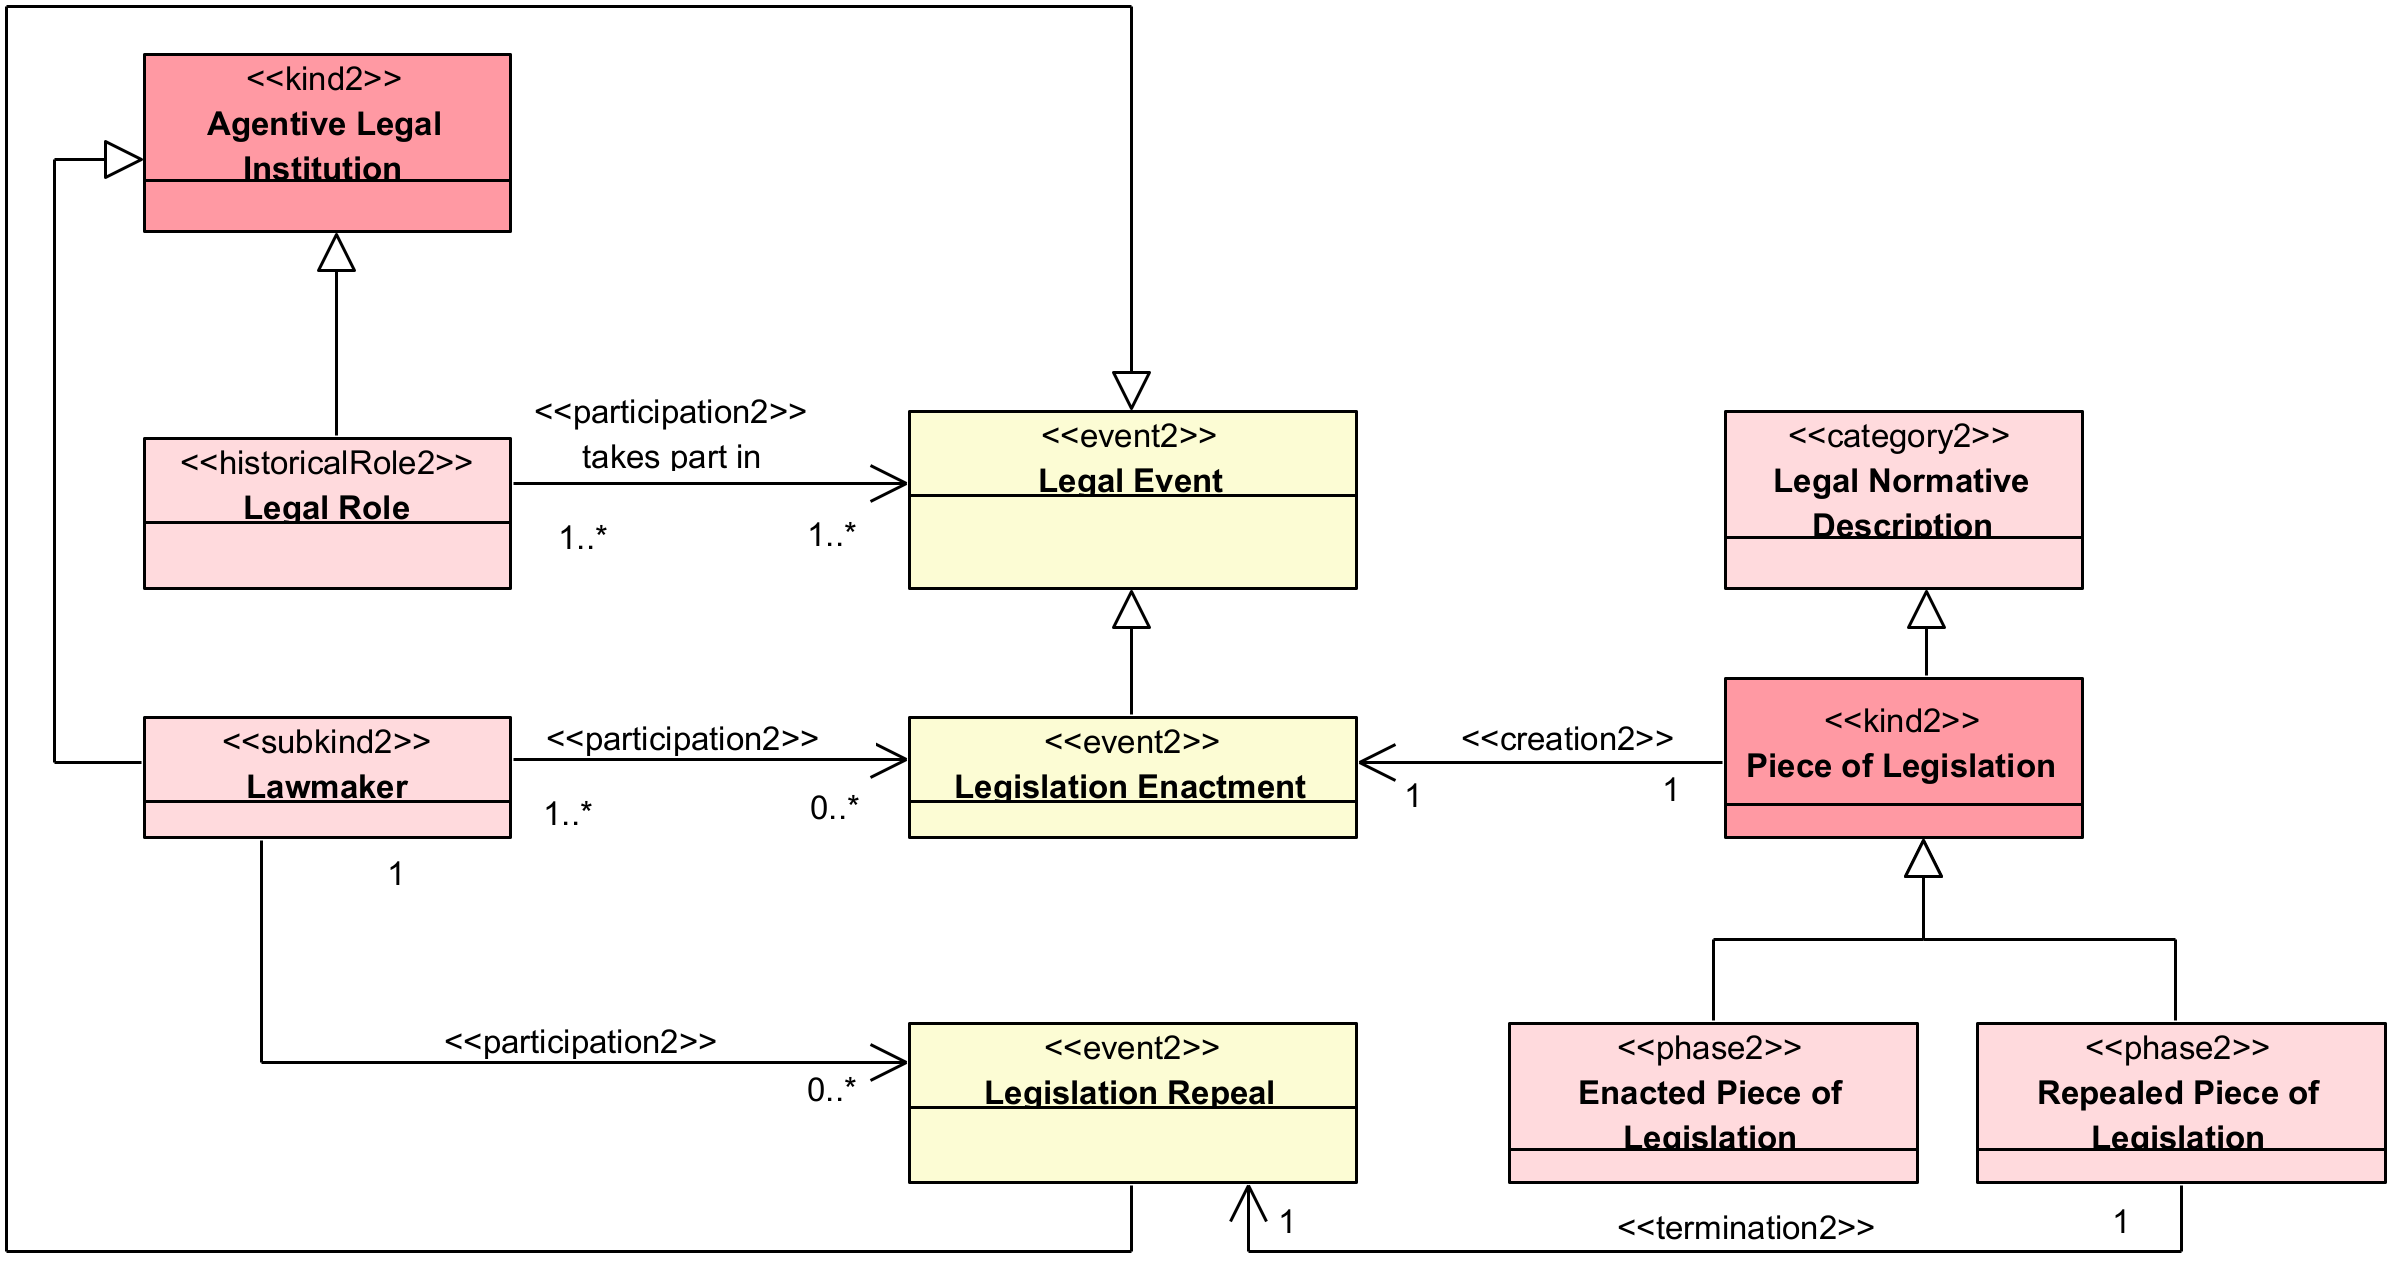 <<kind2>>
Agentive Legal
Institution
<<historicalRole2>>
Legal Role
<<participation2>>
takes part in
1..*
1..*
<<event2>>
Legal Event
<<category2>>
Legal Normative
Description
<<subkind2>>
Lawmaker
<<participation2>>
1..*
0..*
<<event2>>
Legislation Enactment
<<creation2>>
1
1
<<kind2>>
Piece of Legislation
1
<<participation2>>
0..*
<<event2>>
Legislation Repeal
<<phase2>>
Enacted Piece of
Legislation
<<phase2>>
Repealed Piece of
Legislation
1
<<termination2>>
1